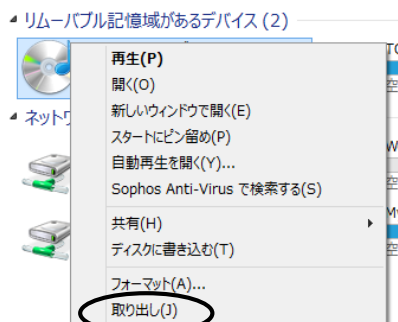 リムーバブル記憶域があるデバイス (2)
再生(P)
開く(O)
新しいウィンドウで開く(E)
スタートにピン留め(P)
自動再生を開く(Y)...
Sophos Anti-Virus で検索する(S)
共有(H)
ディスクに書き込む(T)
フォーマット(A)...
取り出し(J)
ネットワ
空
空
空